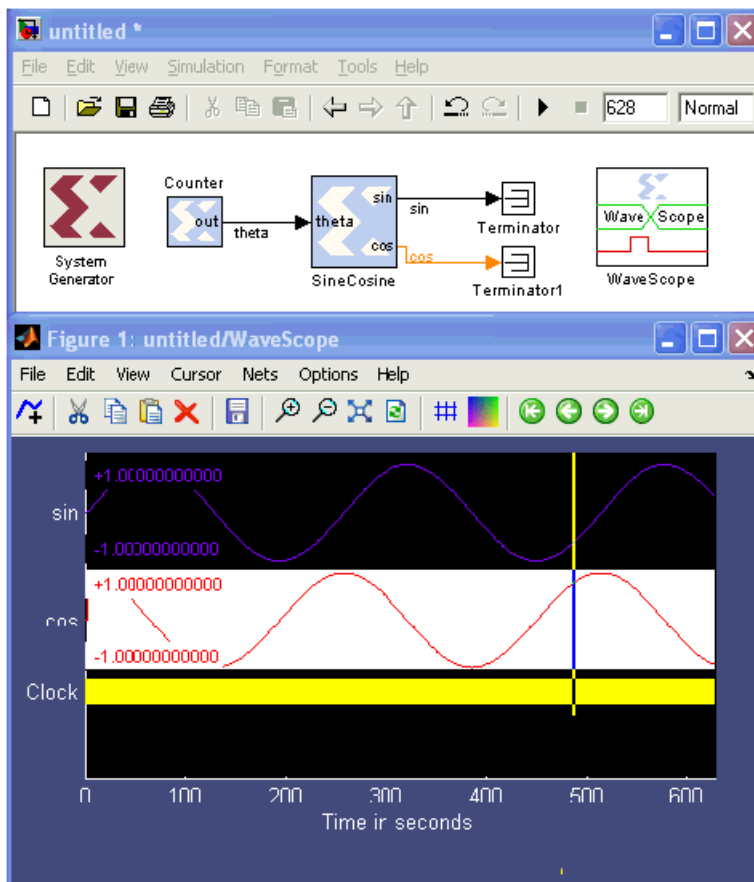 untitled *
File Edit View Simulation Format Tools Help
628 Normal
Counter
out
theta
theta
sin
cos
sin
cos
SineCosine
Terminator
Terminator1
System
Generator
Wave Scope
WaveScope
Figure 1: untitled/WaveScope
File Edit View Cursor Nets Options Help
+1.00000000000
sin
-1.00000000000
+1.00000000000
cos
-1.00000000000
Clock
0 100 200 300 400 500 600
Time in seconds